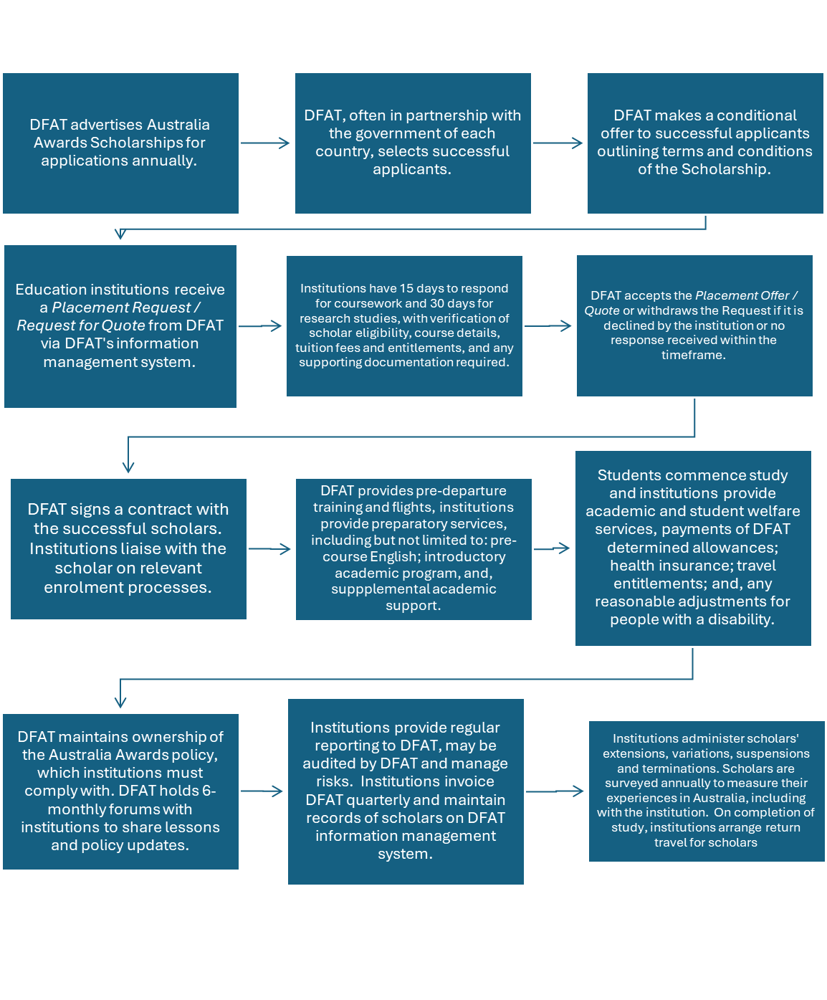 DFAT advertises Australia
Awards Scholarships for
applications annually.
DFAT, often in partnership with
the government of each
country, selects successful
applicants.
DFAT makes a conditional
offer to successful applicants
outlining terms and conditions
of the Scholarship.
Education institutions receive
a Placement Request /
Request for Quote from DFAT
via DFAT's information
management system.
Institutions have 15 days to respond
for coursework and 30 days for
research studies, with verification of
scholar eligibility, course details,
tuition fees and entitlements, and any
supporting documentation required.
DFAT accepts the Placement Offer /
Quote or withdraws the Request if it is
declined by the institution or no
response received within the
timeframe.
DFAT signs a contract with
the successful scholars.
Institutions liaise with the
scholar on relevant
enrolment processes.
DFAT provides pre-departure
training and flights, institutions
provide preparatory services,
including but not limited to: pre-
course English; introductory
academic program, and,
suppplemental academic
support.
Students commence study
and institutions provide
academic and student welfare
services, payments of DFAT
determined allowances;
health insurance; travel
entitlements; and, any
reasonable adjustments for
people with a disability.
DFAT maintains ownership of
the Australia Awards policy,
which institutions must
comply with. DFAT holds 6-
monthly forums with
institutions to share lessons
and policy updates.
Institutions provide regular
reporting to DFAT, may be
audited by DFAT and manage
risks.  Institutions invoice
DFAT quarterly and maintain
records of scholars on DFAT
information management
system.
Institutions administer scholars'
extensions, variations, suspensions
and terminations. Scholars are
surveyed annually to measure their
experiences in Australia, including
with the institution.  On completion of
study, institutions arrange return
travel for scholars